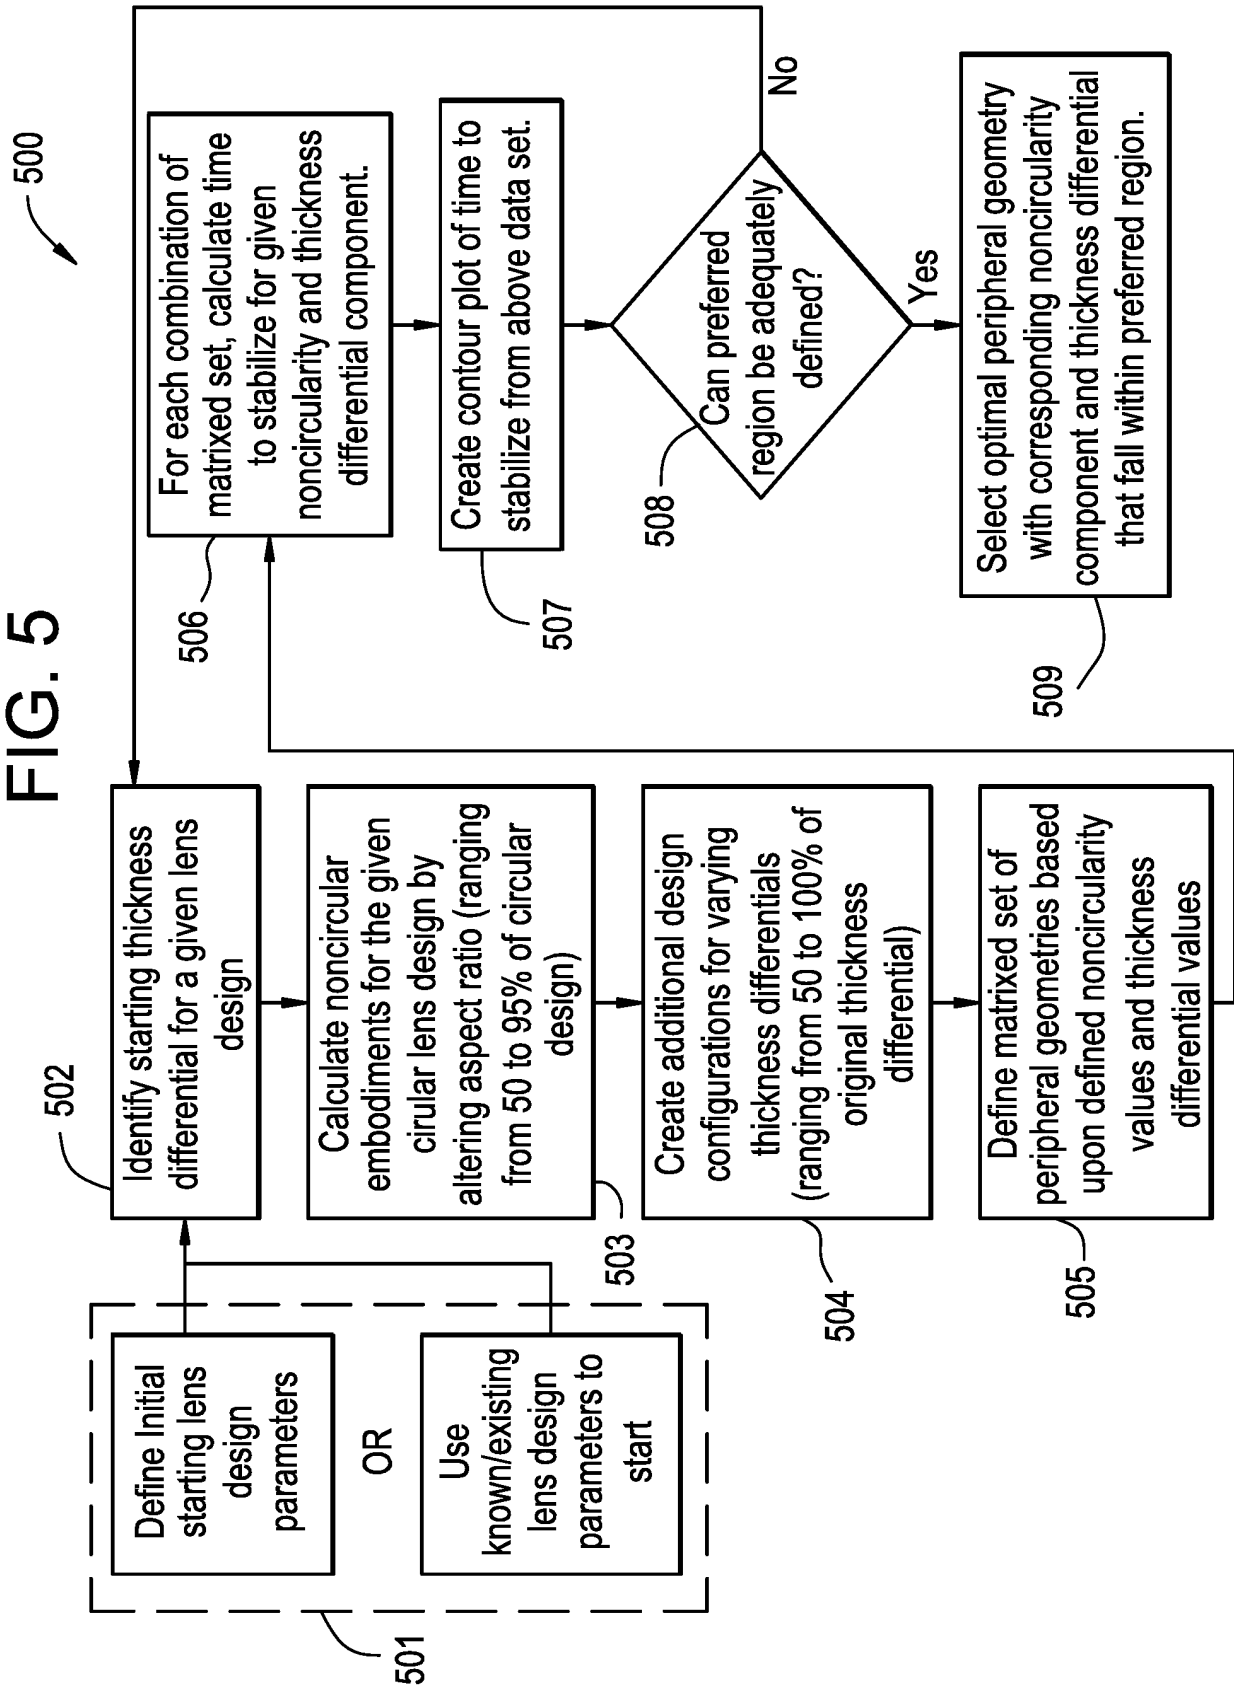 FIG. 5
500
501
Define Initial
starting lens
design
parameters
OR
Use
known/existing
lens design
parameters to
start
502
Identify starting thickness
differential for a given lens
design
503
Calculate noncircular
embodiments for the given
cirular lens design by
altering aspect ratio (ranging
from 50 to 95% of circular
design)
504
Create additional design
configurations for varying
thickness differentials
(ranging from 50 to 100% of
original thickness
differential)
505
Define matrixed set of
peripheral geometries based
upon defined noncircularity
values and thickness
differential values
506
For each combination of
matrixed set, calculate time
to stabilize for given
noncircularity and thickness
differential component.
507
Create contour plot of time to
stabilize from above data set.
508
Can preferred
region be adequately
defined?
No
Yes
509
Select optimal peripheral geometry
with corresponding noncircularity
component and thickness differential
that fall within preferred region.